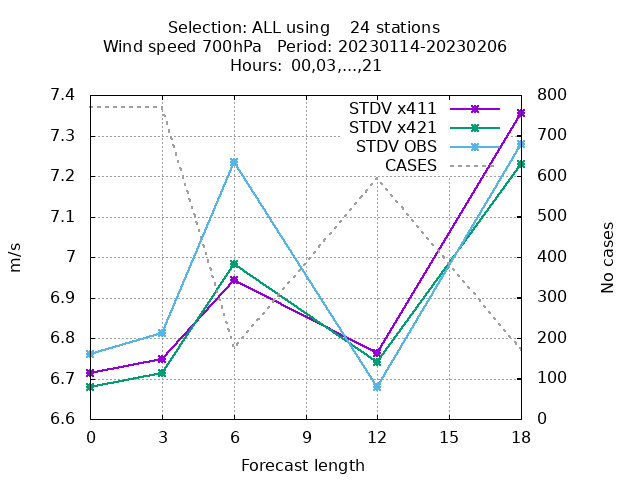 Selection: ALL using    24 stations
Wind speed 700hPa   Period: 20230114-20230206
Hours:  00,03,...,21
STDV x411
STDV x421
STDV OBS
CASES
7.4
7.3
7.2
7.1
7
6.9
6.8
6.7
6.6
m/s
800
700
600
500
400
300
200
100
0
No cases
0 3 6 9 12 15 18
Forecast length